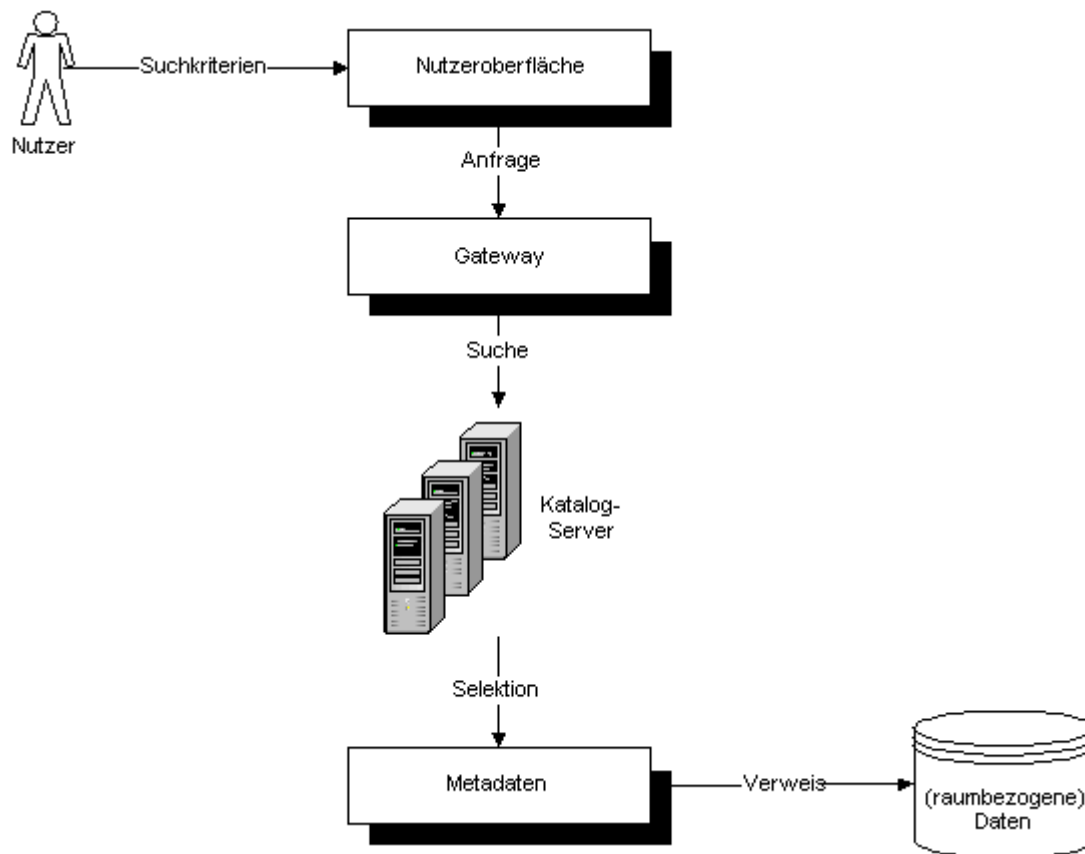 Suchkriterien
Nutzeroberfläche
Nutzer
Anfrage
Gateway
Suche
Katalog-
Server
Selektion
Metadaten
Verweis
(raumbezogene)
Daten